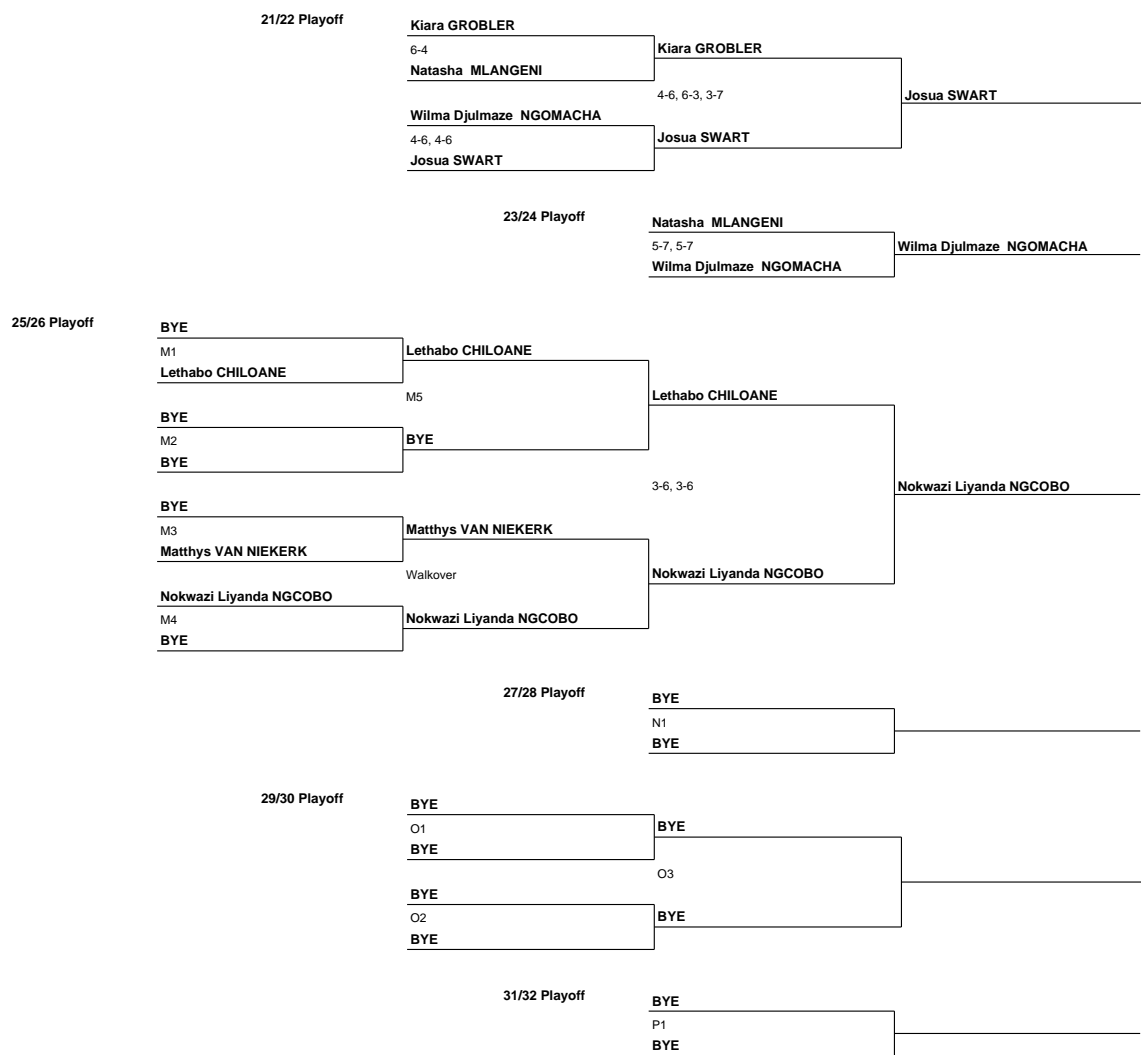 21/22 Playoff
Kiara GROBLER
6-4
Natasha  MLANGENI
Kiara GROBLER
4-6, 6-3, 3-7
Josua SWART
Wilma Djulmaze  NGOMACHA
4-6, 4-6
Josua SWART
Josua SWART
23/24 Playoff
Natasha  MLANGENI
5-7, 5-7
Wilma Djulmaze  NGOMACHA
Wilma Djulmaze  NGOMACHA
25/26 Playoff
BYE
M1
Lethabo CHILOANE
Lethabo CHILOANE
M5
Lethabo CHILOANE
BYE
M2
BYE
BYE
3-6, 3-6
Nokwazi Liyanda NGCOBO
BYE
M3
Matthys VAN NIEKERK
Matthys VAN NIEKERK
Walkover
Nokwazi Liyanda NGCOBO
Nokwazi Liyanda NGCOBO
M4
BYE
Nokwazi Liyanda NGCOBO
27/28 Playoff
BYE
N1
BYE
29/30 Playoff
BYE
O1
BYE
BYE
O3
BYE
O2
BYE
BYE
31/32 Playoff
BYE
P1
BYE